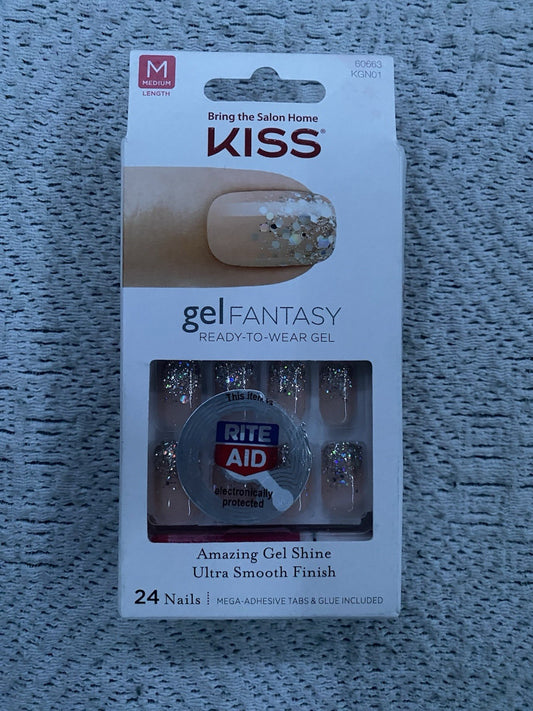 M
MEDIUM
LENGTH
60663
KGN01
Bring the Salon Home
KISS®
gel FANTASY
READY-TO-WEAR GEL
This item is
RITE
AID
electronically
protected
Amazing Gel Shine
Ultra Smooth Finish
24 Nails
MEGA-ADHESIVE TABS & GLUE INCLUDED